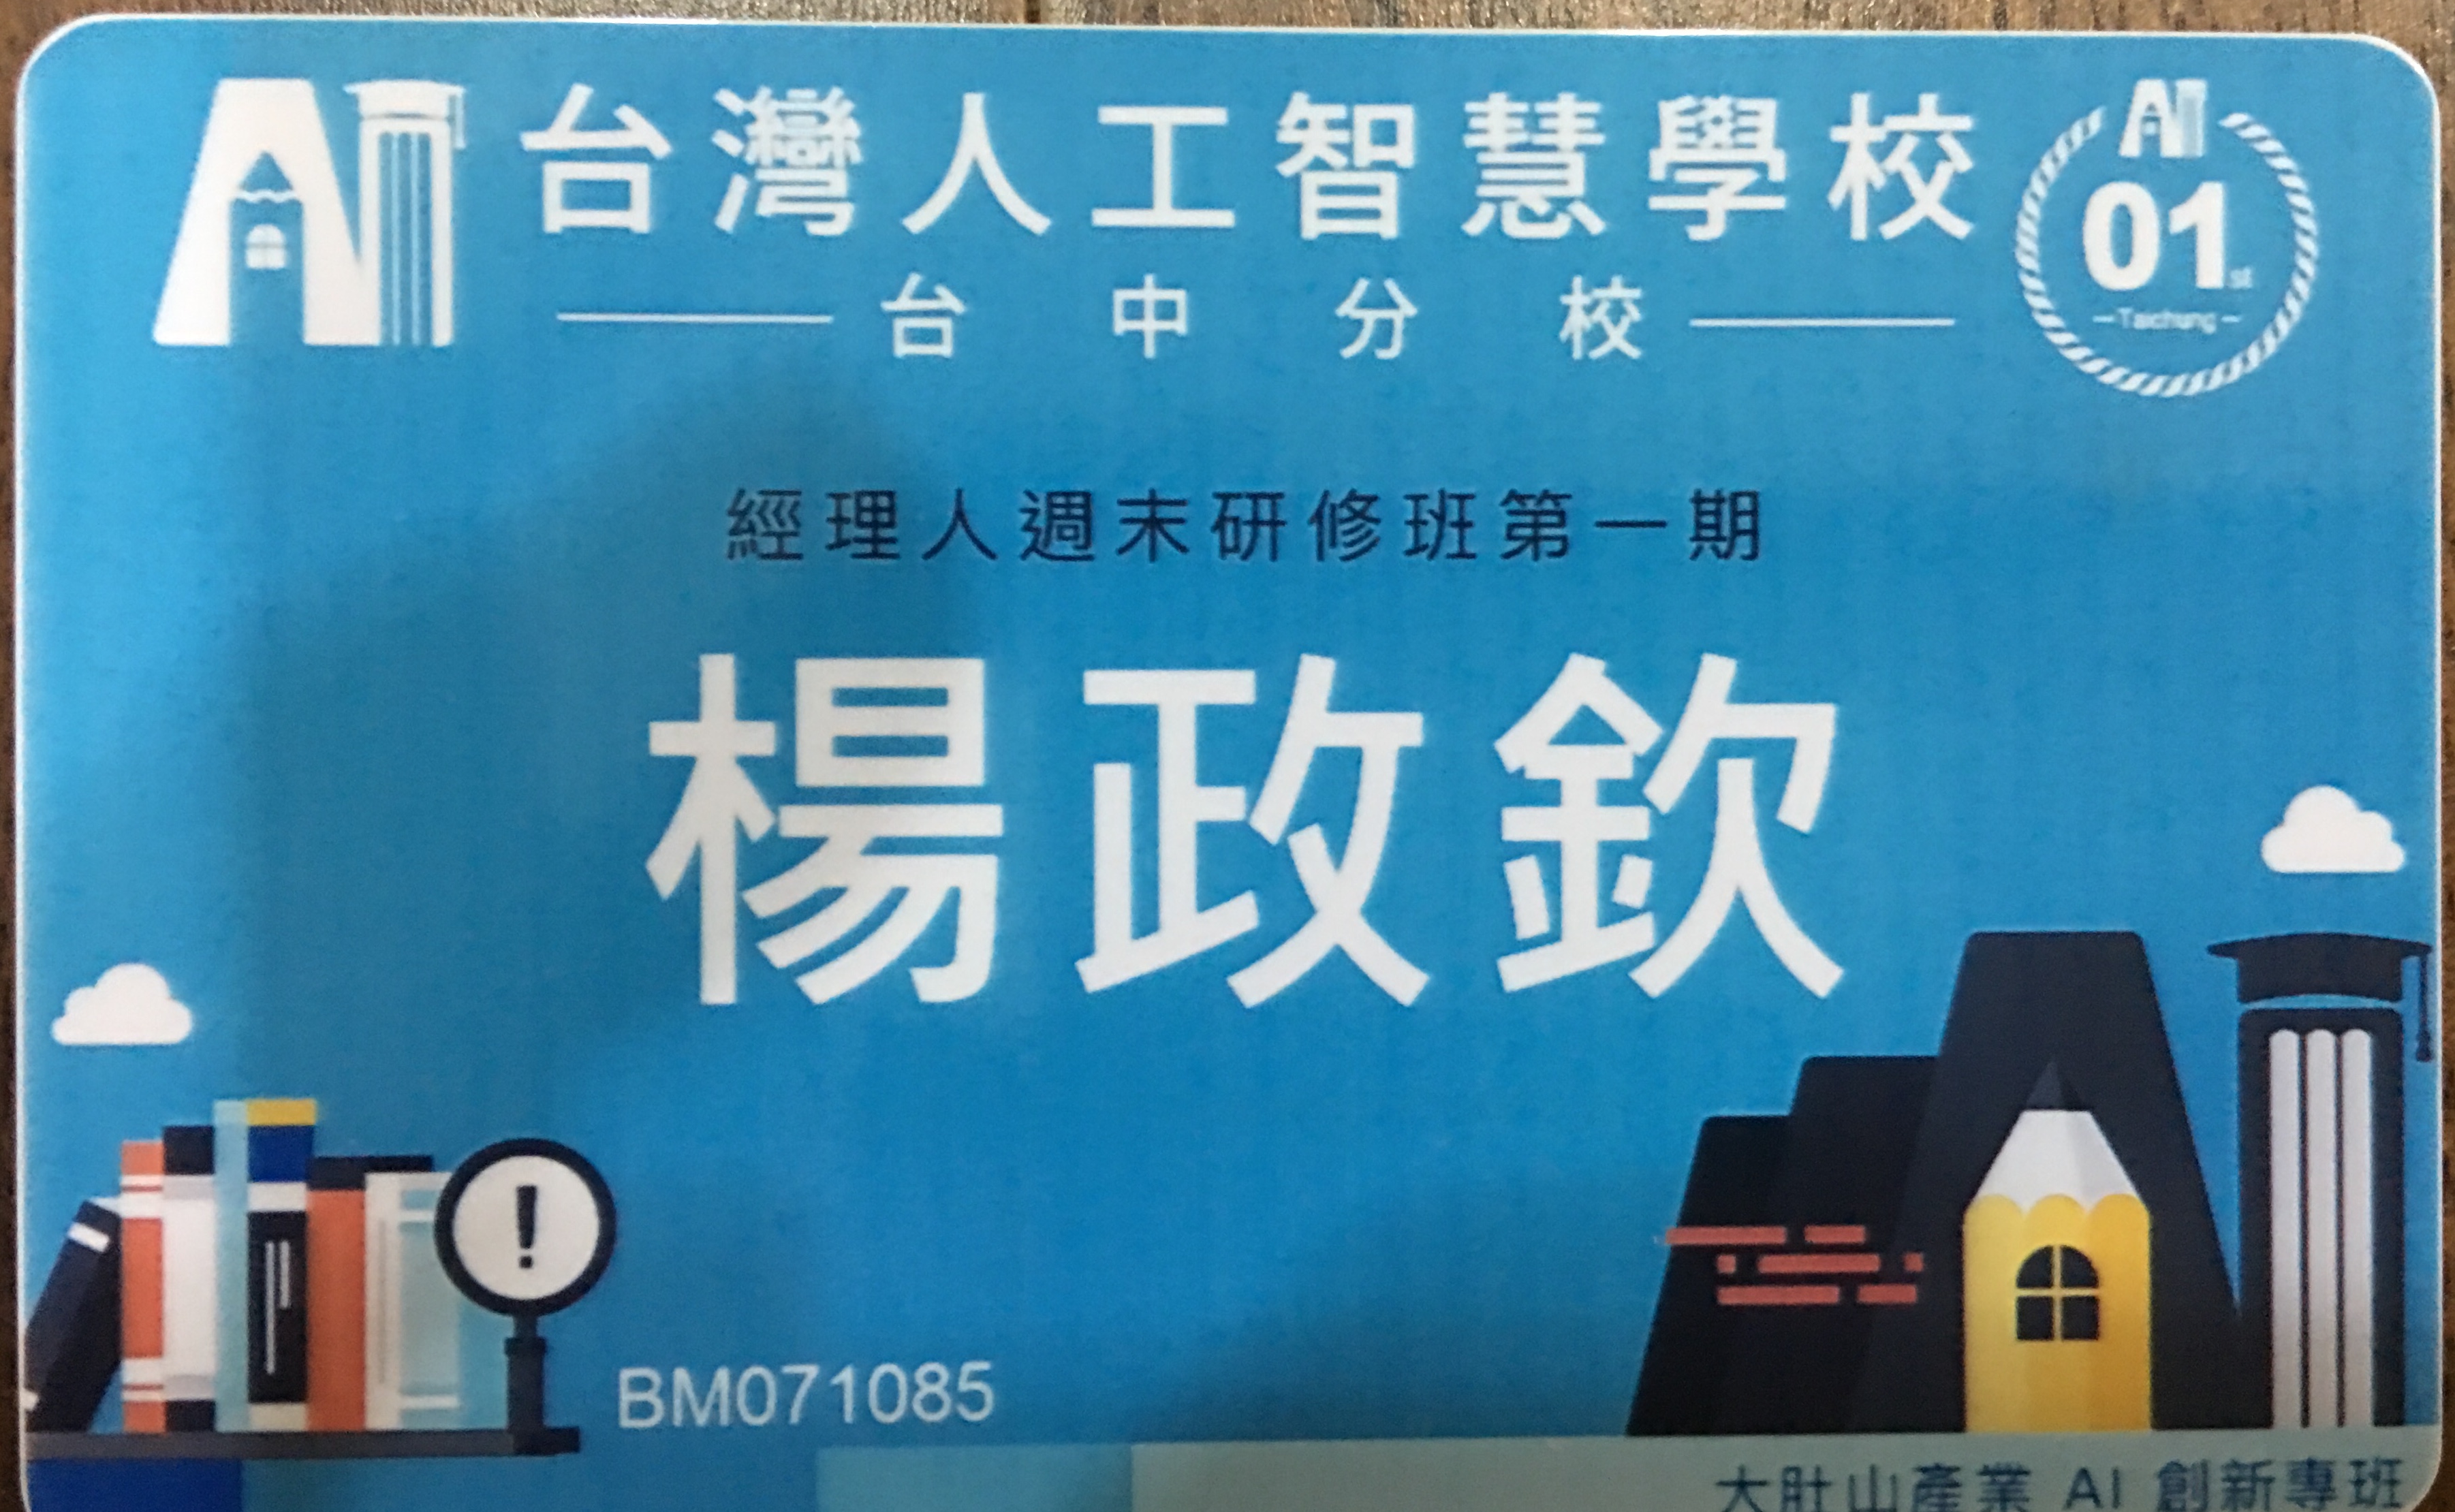 AI 台灣人工智慧學校
台中分校
AI
01st
Taichung
經理人週末研修班第一期
楊政欽
!
BM071085
大肚山產業 AI 創新專班